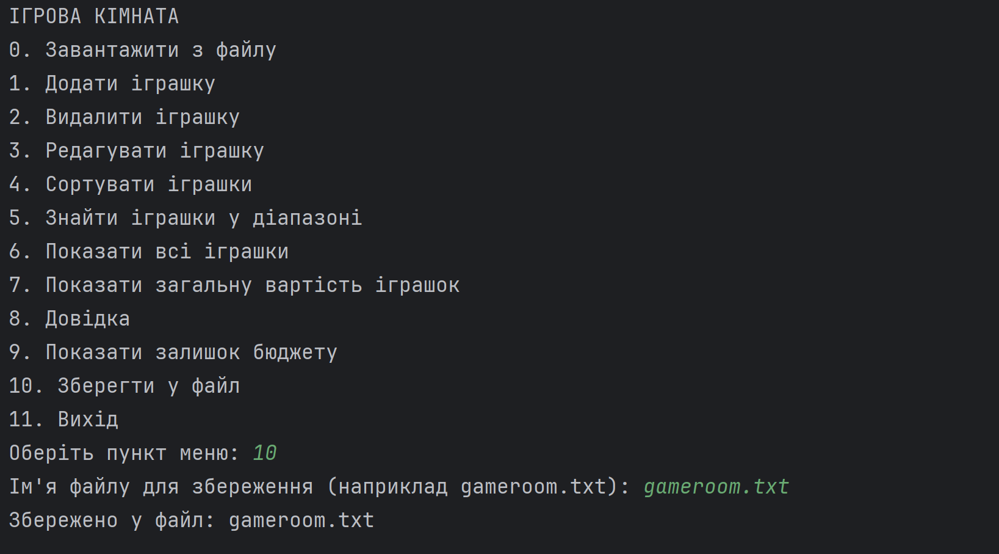 ІГРОВА КІМНАТА
0. Завантажити з файлу
1. Додати іграшку
2. Видалити іграшку
3. Редагувати іграшку
4. Сортувати іграшки
5. Знайти іграшки у діапазоні
6. Показати всі іграшки
7. Показати загальну вартість іграшок
8. Довідка
9. Показати залишок бюджету
10. Зберегти у файл
11. Вихід
Оберіть пункт меню: 10
Ім'я файлу для збереження (наприклад gameroom.txt): gameroom.txt
Збережено у файл: gameroom.txt